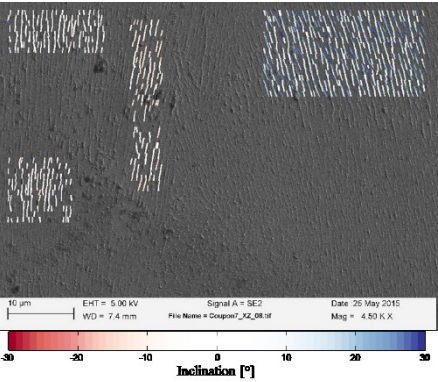 10 µm EHT = 5.00 kV Signal A = SE2 Date :25 May 2015
WD = 7.4 mm File Name = Coupon7_XZ_08.tif Mag = 4.50 K X
-30 -20 -10 0 10 20 30
Inclination [°]